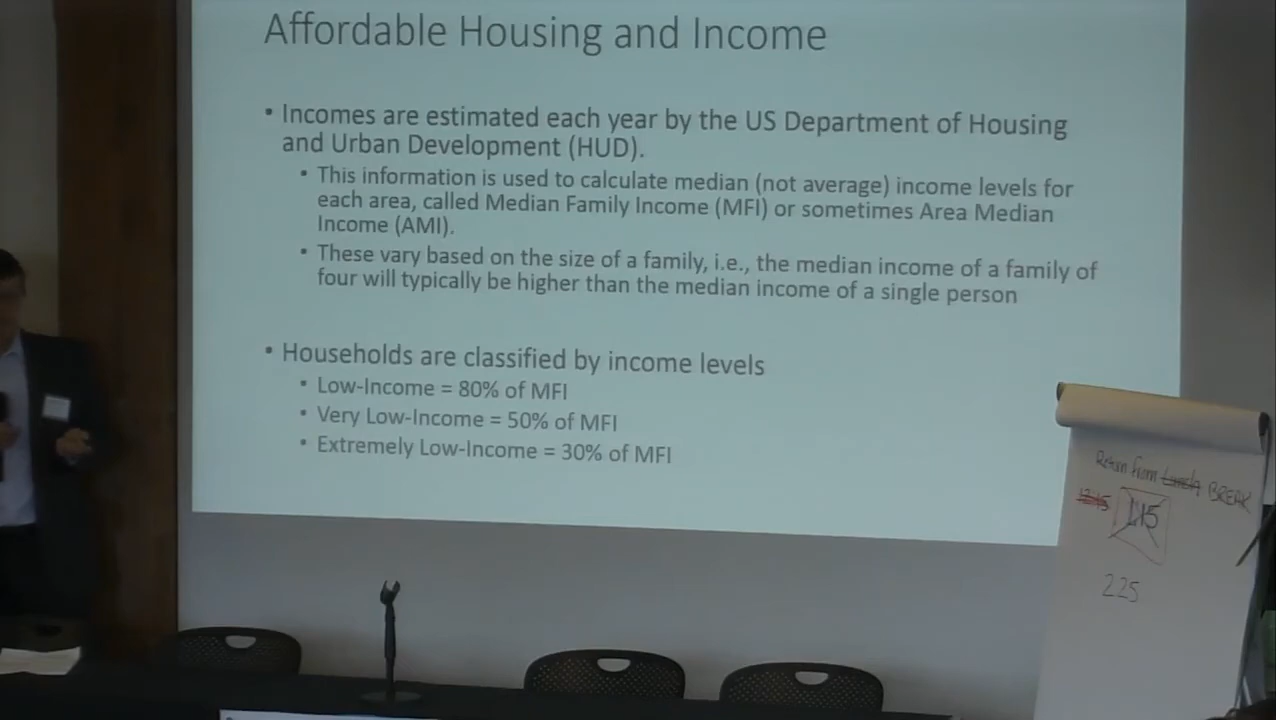 Affordable Housing and Income
• Incomes are estimated each year by the US Department of Housing
and Urban Development (HUD).
• This information is used to calculate median (not average) income levels for
each area, called Median Family Income (MFI) or sometimes Area Median
Income (AMI).
• These vary based on the size of a family, i.e., the median income of a family of
four will typically be higher than the median income of a single person
• Households are classified by income levels
• Low-Income = 80% of MFI
• Very Low-Income = 50% of MFI
• Extremely Low-Income = 30% of MFI
Return from Lunch BREAK
12:45 1:15
225